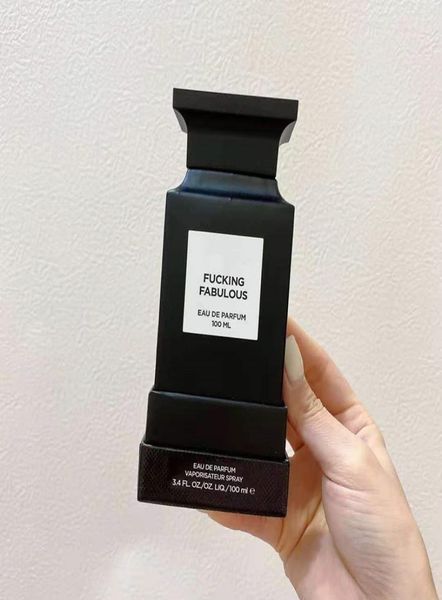 FUCKING
FABULOUS
EAU DE PARFUM
100 ML
EAU DE PARFUM
VAPORISATEUR SPRAY
3.4 FL. OZ./OZ. LIQ./100 ml e